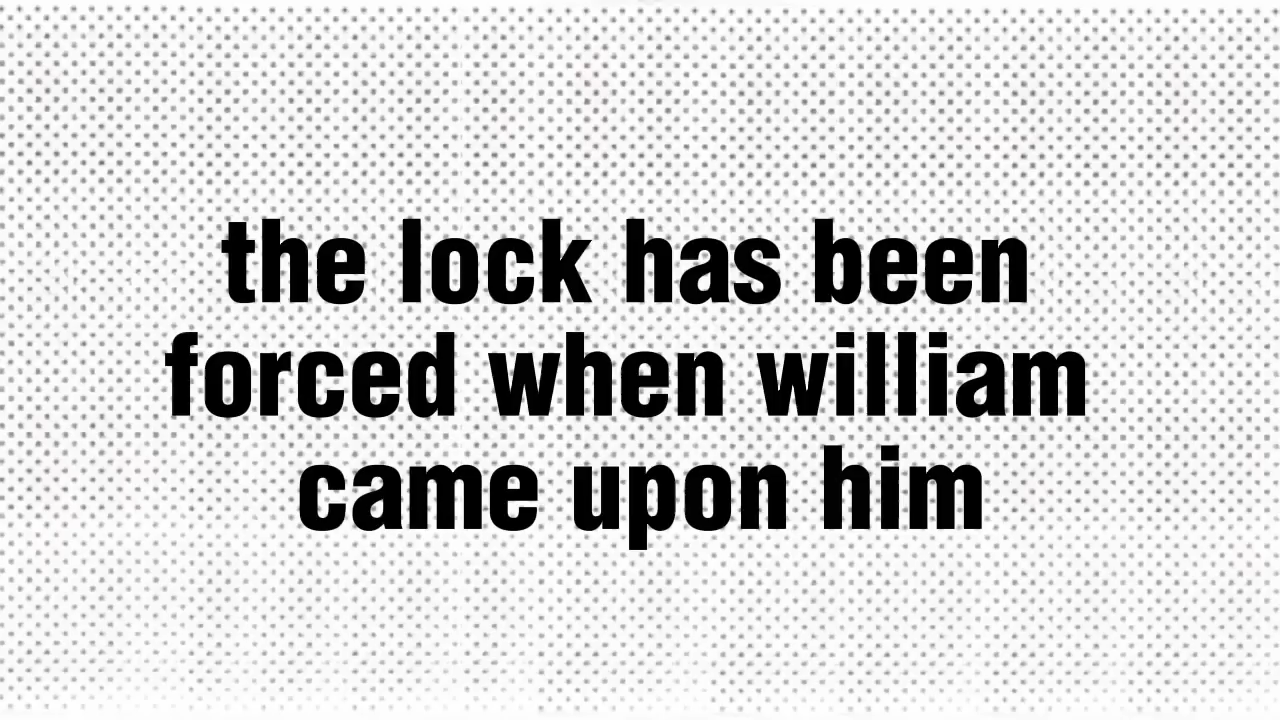 the lock has been
forced when william
came upon him